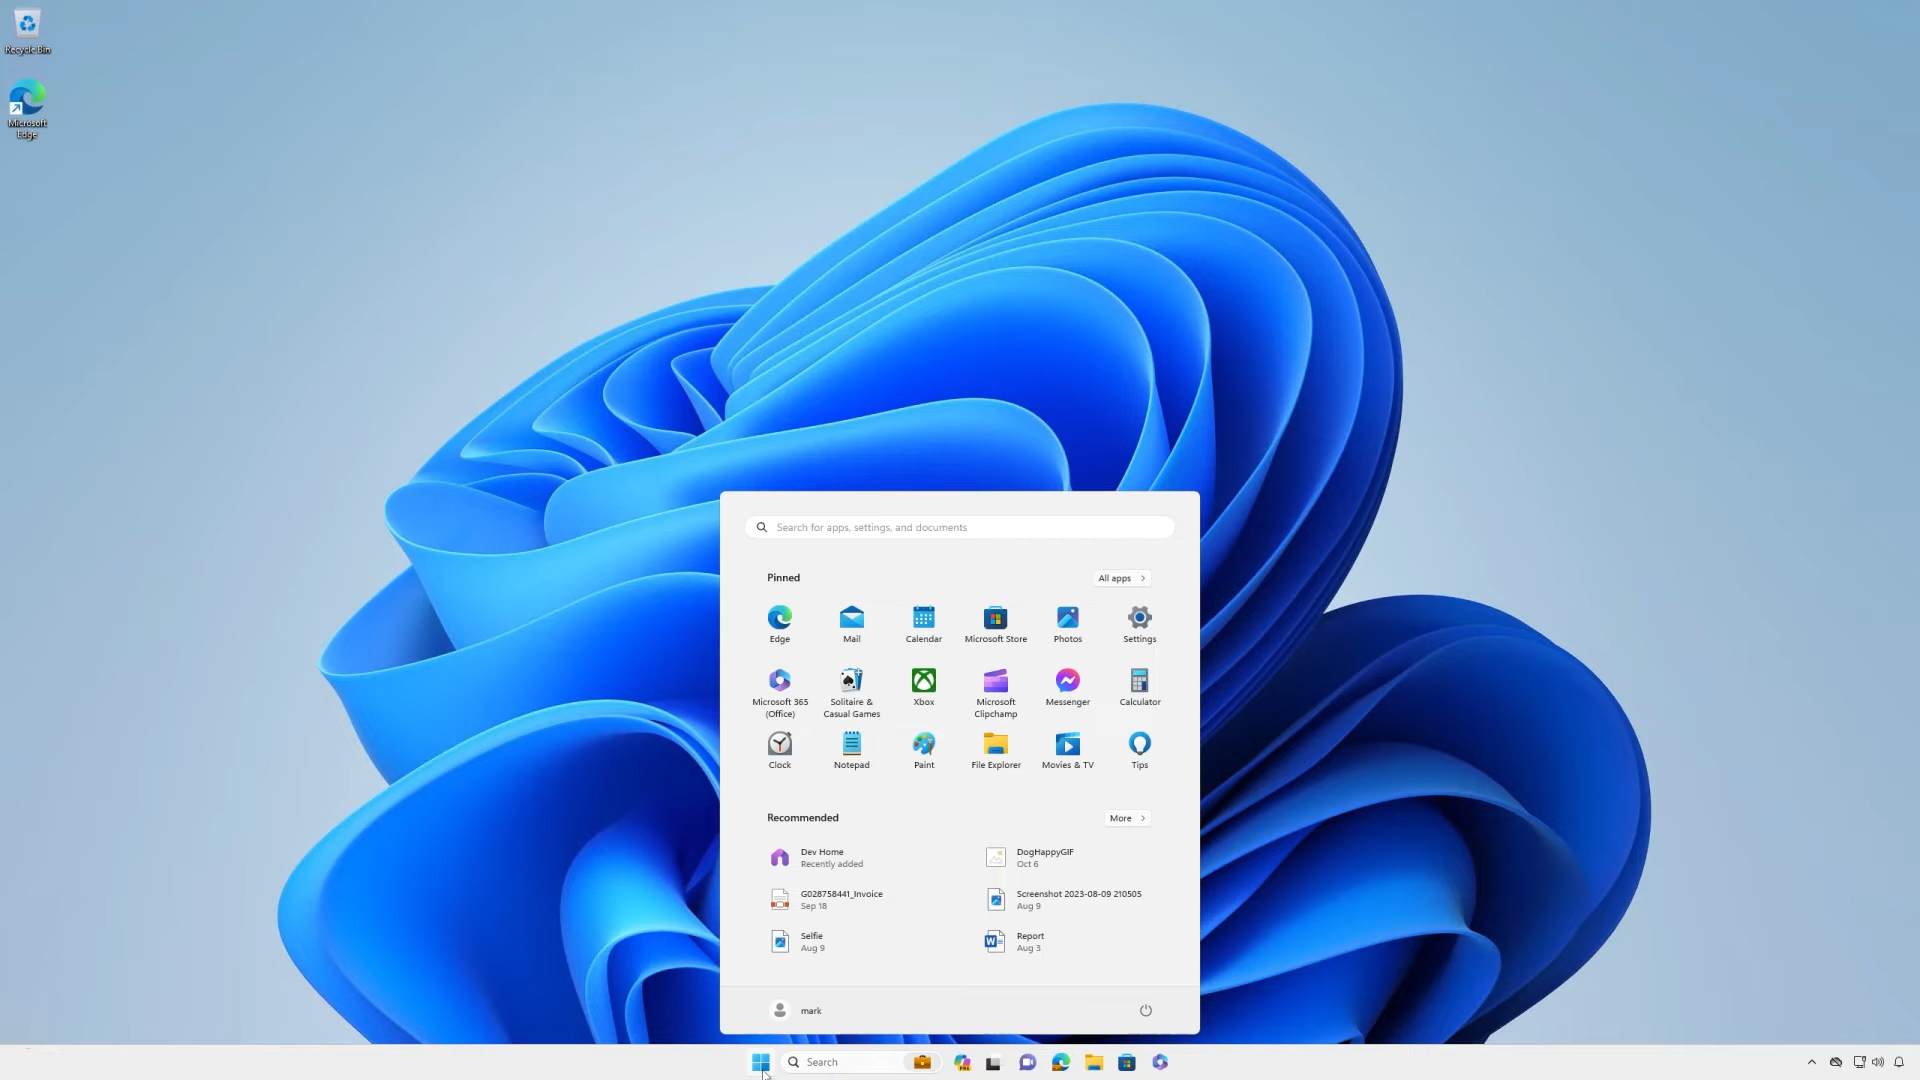 Recycle Bin
Microsoft
Edge
Search for apps, settings, and documents
Pinned
All apps
Edge
Mail
Calendar
Microsoft Store
Photos
Settings
Microsoft 365
(Office)
Solitaire &
Casual Games
Xbox
Microsoft
Clipchamp
Messenger
Calculator
Clock
Notepad
Paint
File Explorer
Movies & TV
Tips
Recommended
More
Dev Home
Recently added
DogHappyGIF
Oct 6
G028758441_Invoice
Sep 18
Screenshot 2023-08-09 210505
Aug 9
Selfie
Aug 9
Report
Aug 3
mark
Search